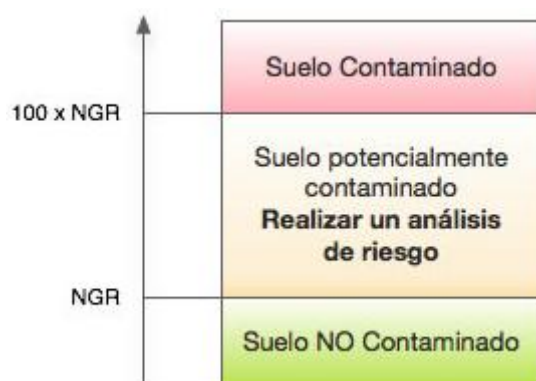 Suelo Contaminado
100 x NGR
Suelo potencialmente
contaminado
Realizar un análisis
de riesgo
NGR
Suelo NO Contaminado